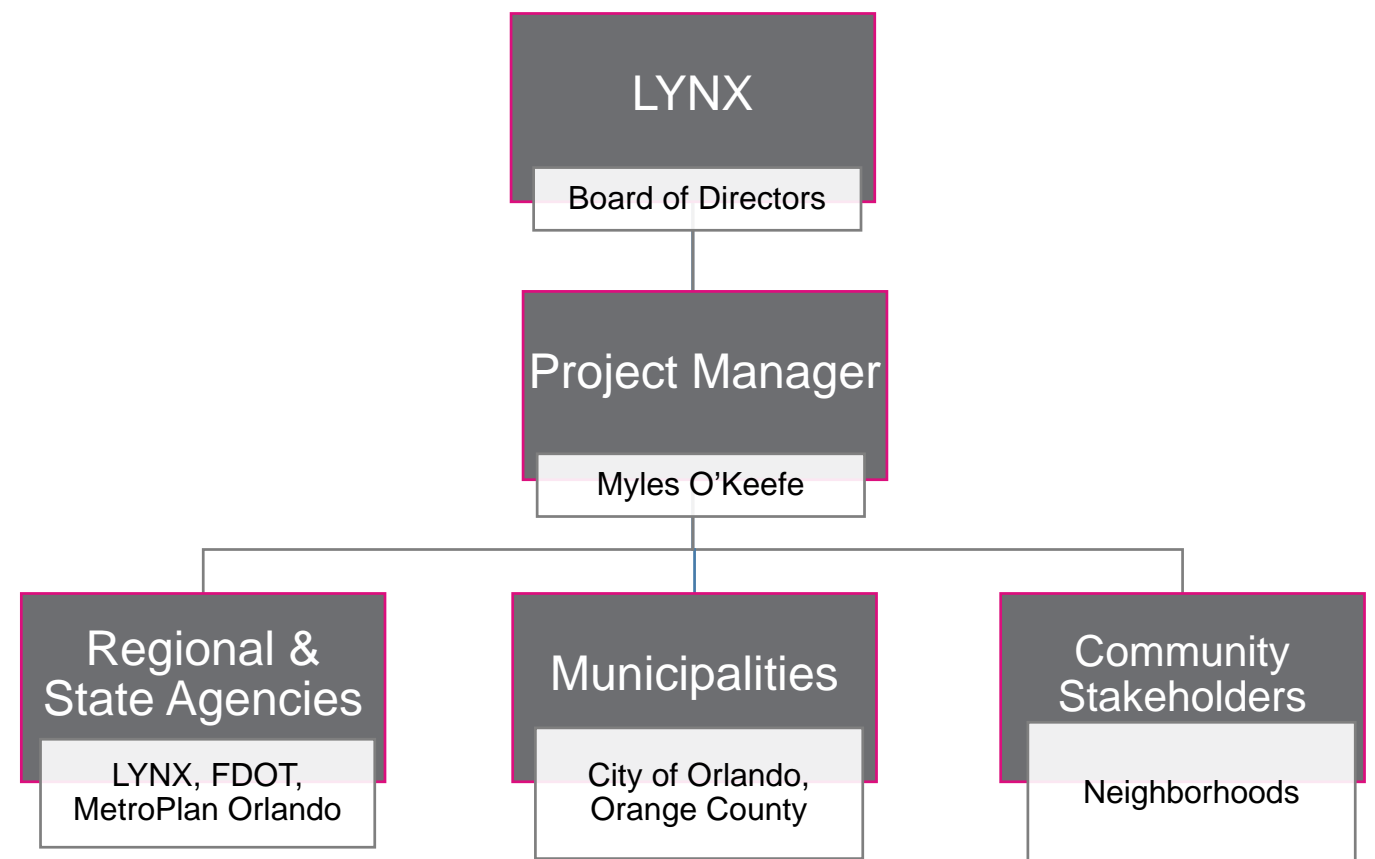 LYNX
Board of Directors
Project Manager
Myles O’Keefe
Regional &
State Agencies
LYNX, FDOT,
MetroPlan Orlando
Municipalities
City of Orlando,
Orange County
Community
Stakeholders
Neighborhoods